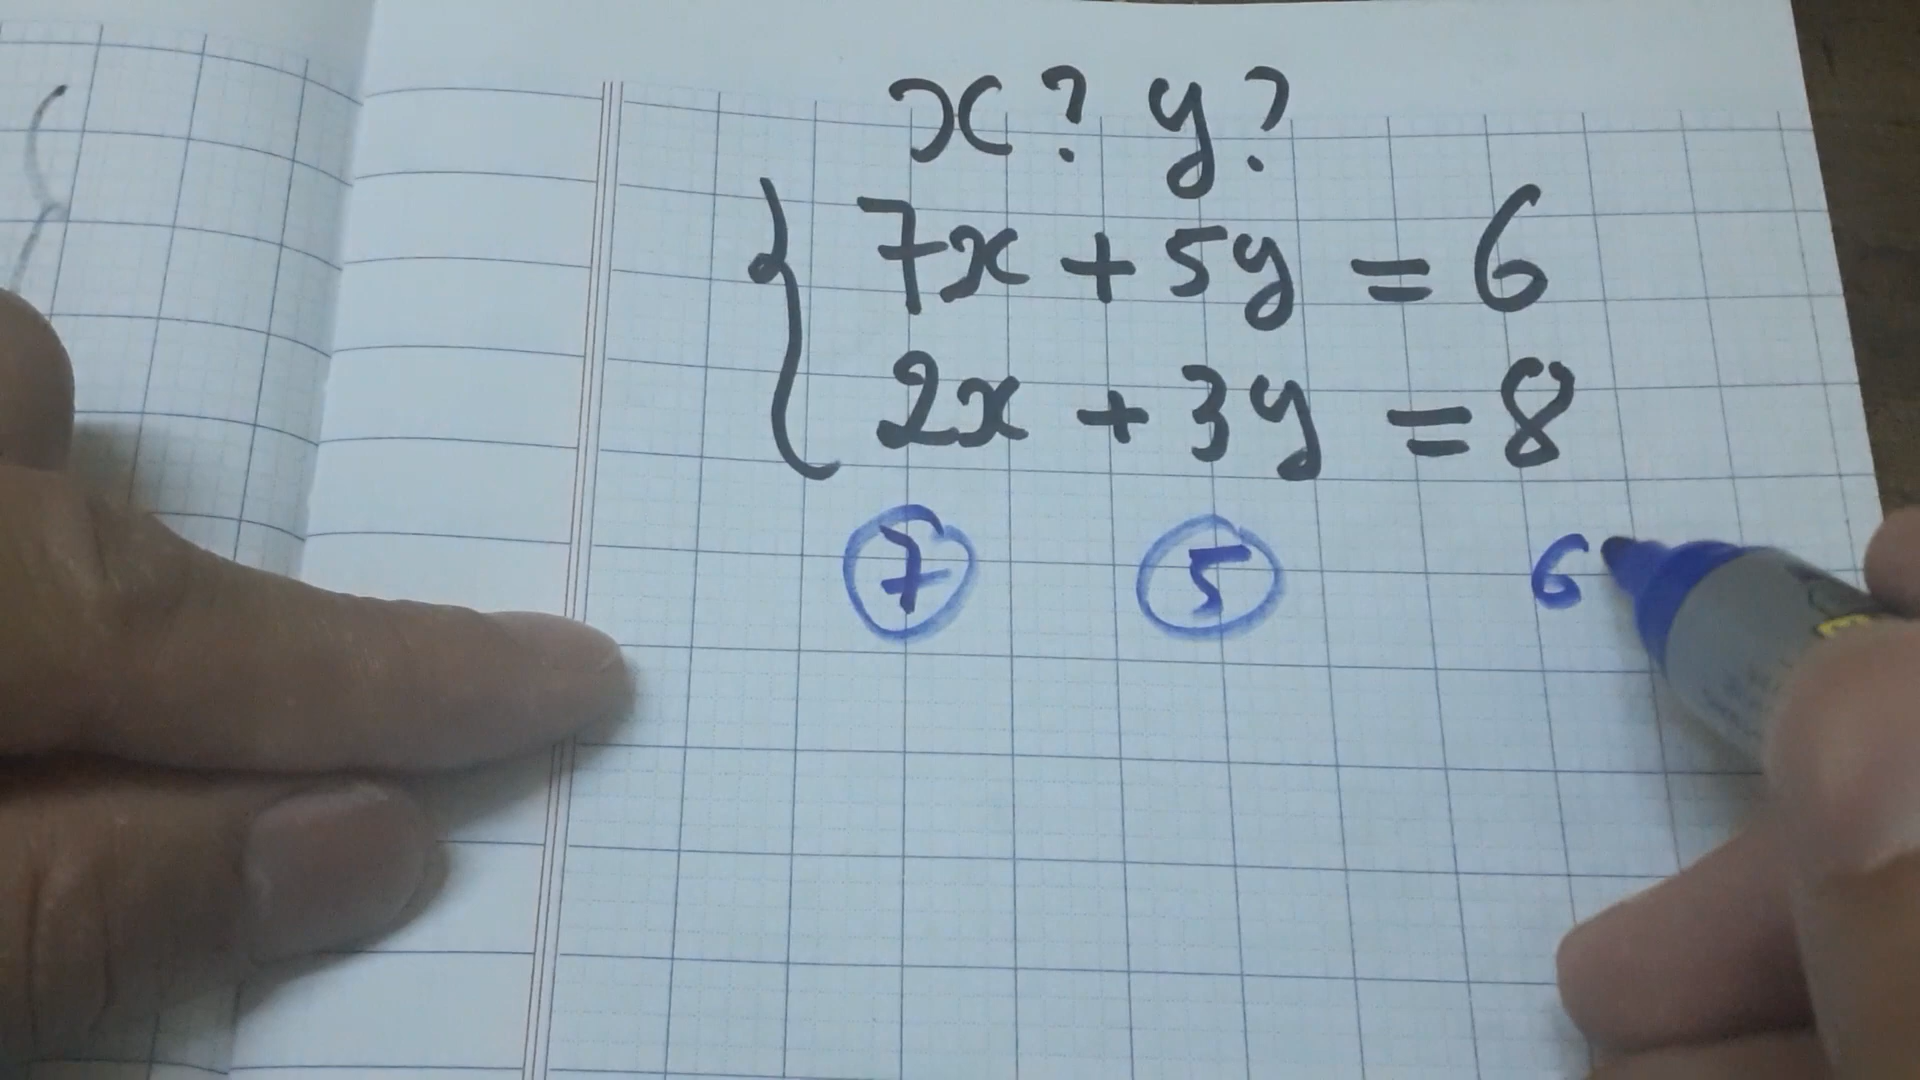 x? y?
7x + 5y = 6
2x + 3y = 8
7 5 6